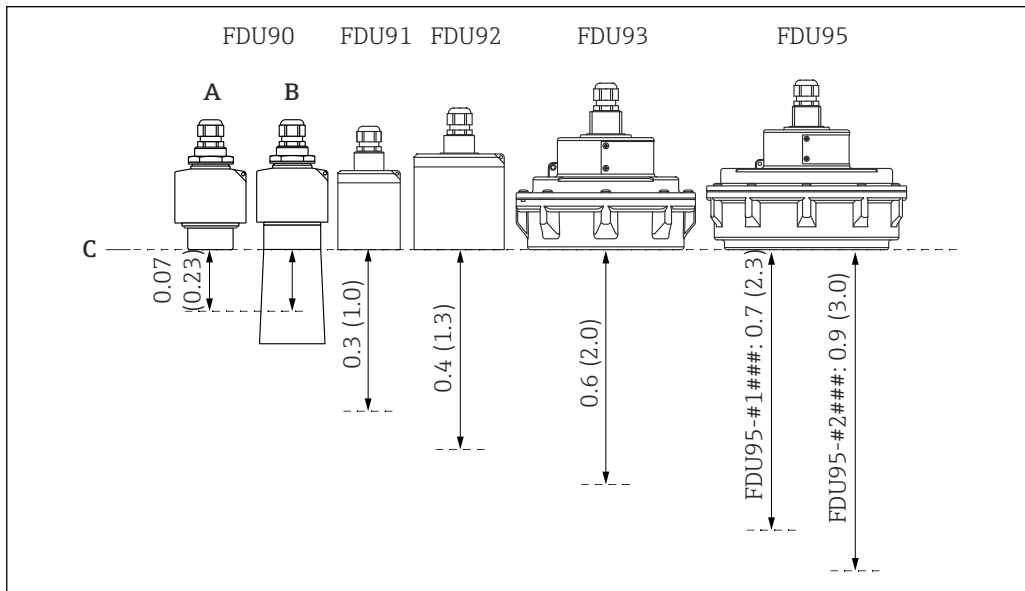 FDU90 FDU91 FDU92 FDU93 FDU95
A B
C
0.07
(0.23)
0.3 (1.0)
0.4 (1.3)
0.6 (2.0)
FDU95-#1###: 0.7 (2.3)
FDU95-#2###: 0.9 (3.0)